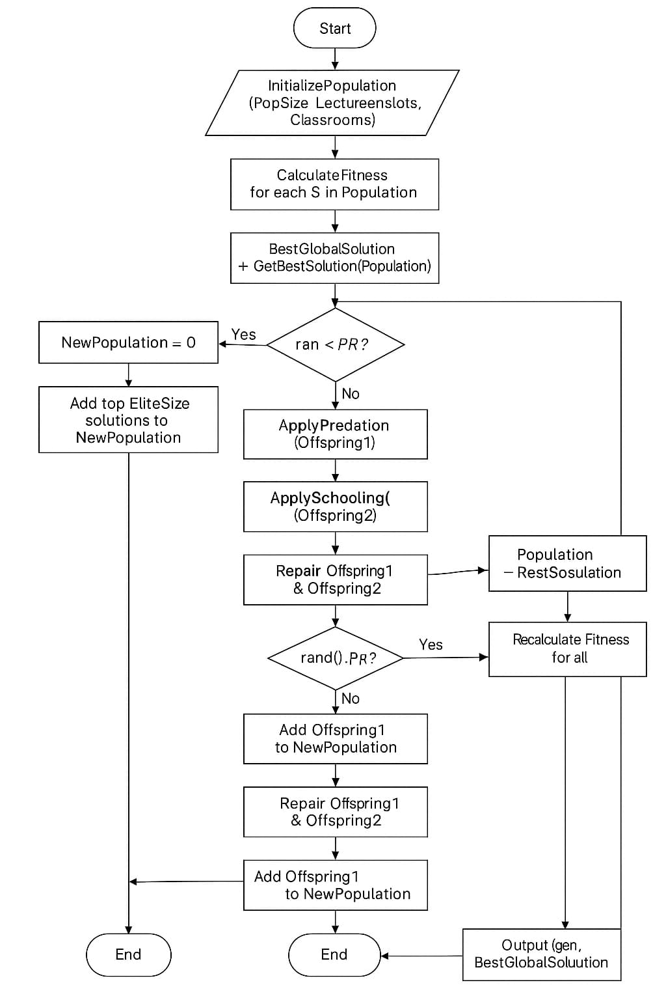 Start
InitializePopulation
(PopSize Lectureenslots,
Classrooms)
CalculateFitness
for each S in Population
BestGlobalSolution
+ GetBestSolution(Population)
ran < PR?
Yes
NewPopulation = 0
Add top EliteSize
solutions to
NewPopulation
No
ApplyPredation
(Offspring1)
ApplySchooling(
(Offspring2)
Repair Offspring1
& Offspring2
Population
– RestSosulation
rand().PR?
Yes
Recalculate Fitness
for all
No
Add Offspring1
to NewPopulation
Repair Offspring1
& Offspring2
Add Offspring1
to NewPopulation
End
End
Output (gen,
BestGlobalSoluution